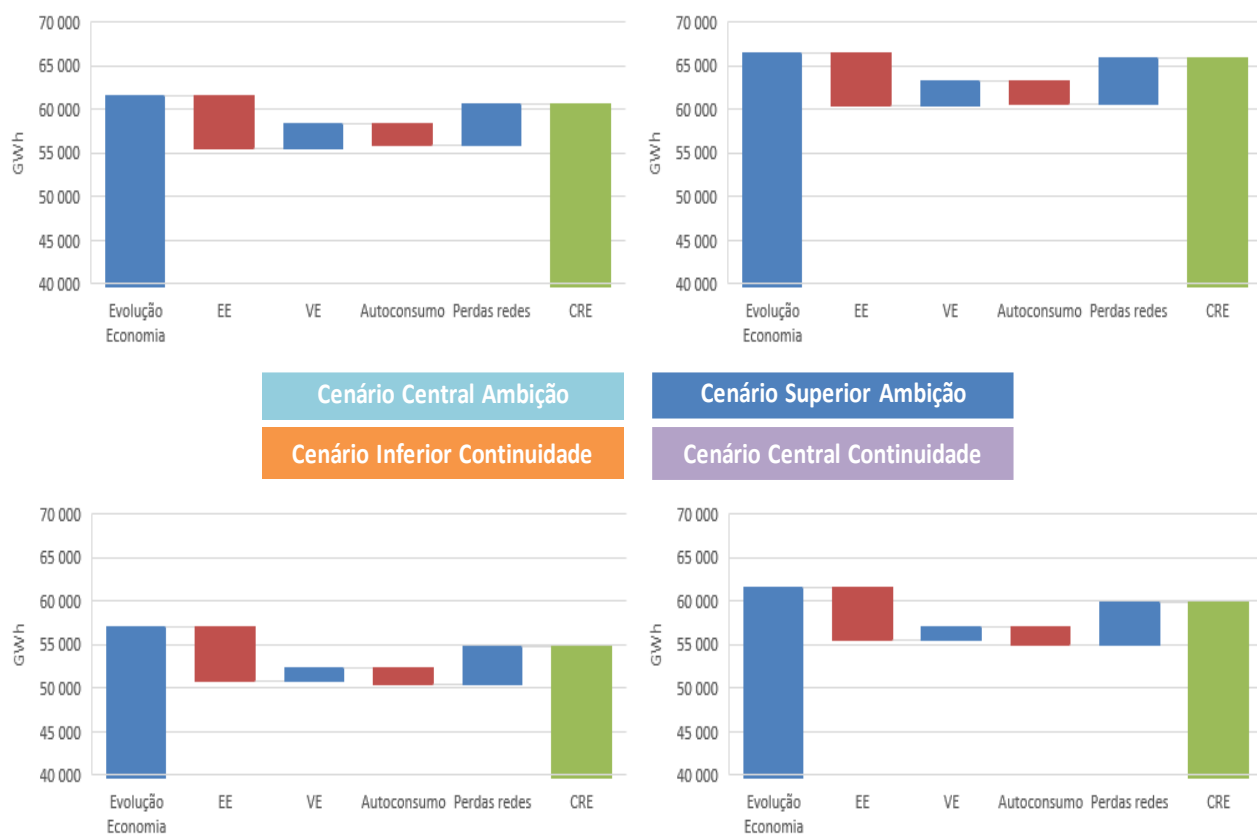 70 000
65 000
60 000
55 000
50 000
45 000
40 000
GWh
Evolução
Economia
EE
VE
Autoconsumo
Perdas redes
CRE
70 000
65 000
60 000
55 000
50 000
45 000
40 000
GWh
Evolução
Economia
EE
VE
Autoconsumo
Perdas redes
CRE
Cenário Central Ambição
Cenário Superior Ambição
Cenário Inferior Continuidade
Cenário Central Continuidade
70 000
65 000
60 000
55 000
50 000
45 000
40 000
GWh
Evolução
Economia
EE
VE
Autoconsumo
Perdas redes
CRE
70 000
65 000
60 000
55 000
50 000
45 000
40 000
GWh
Evolução
Economia
EE
VE
Autoconsumo
Perdas redes
CRE